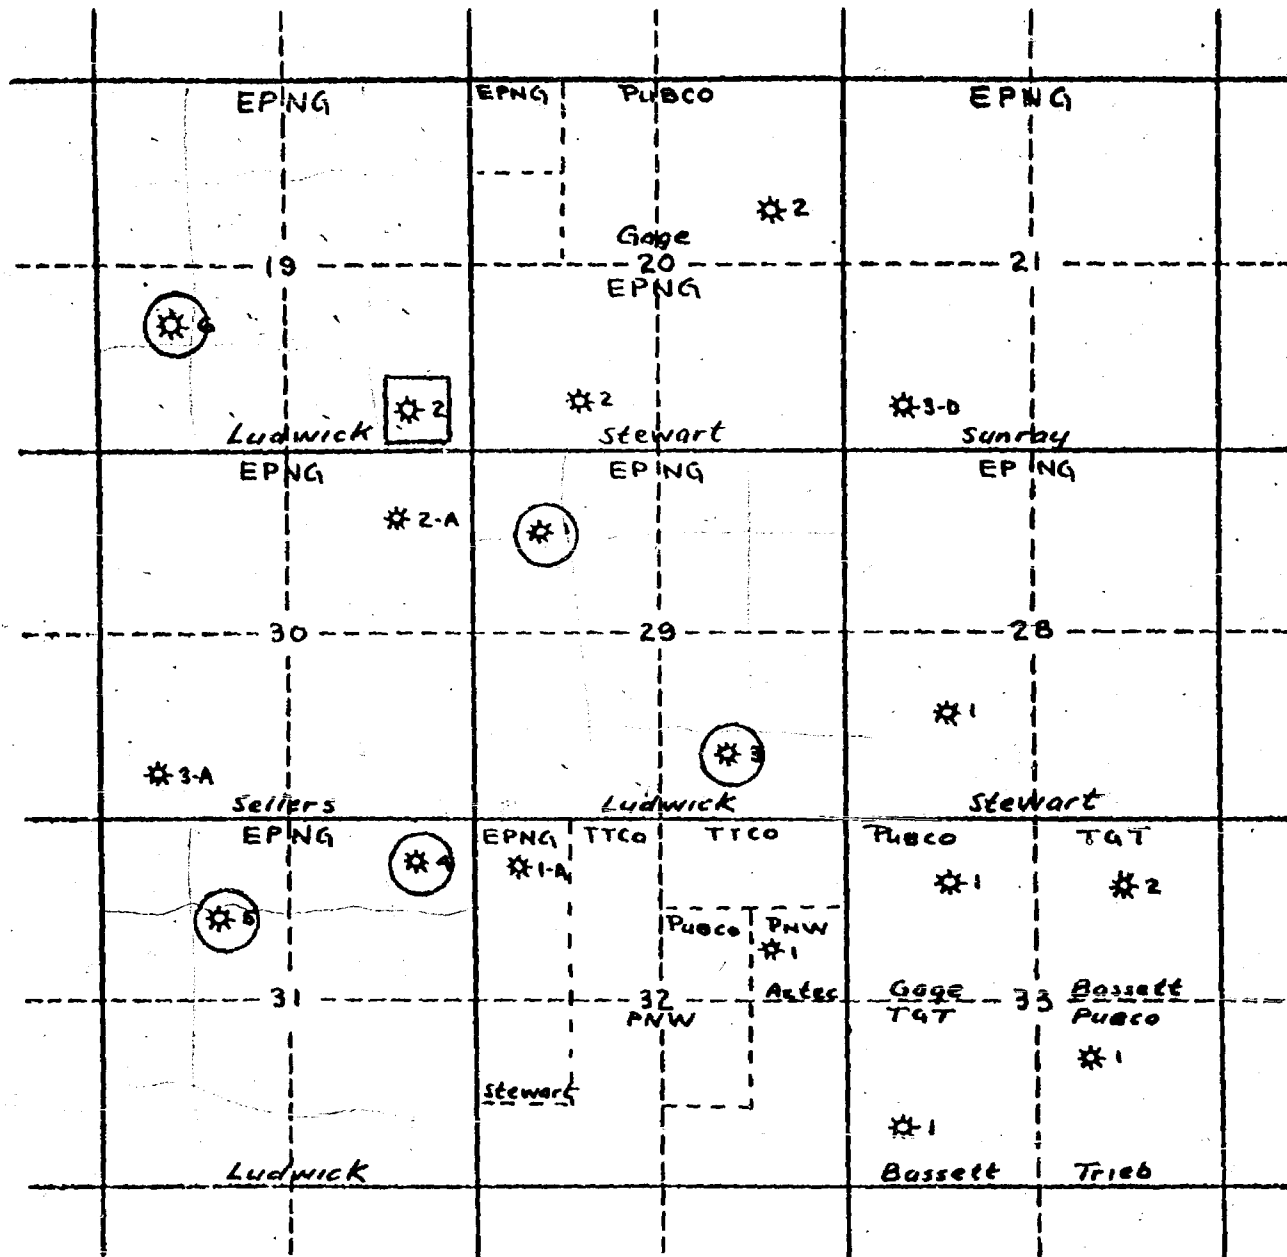 EPNG
EPNG
PUBCO
EPNG
2
Gage
19
20
21
EPNG
6
2
2
3-D
Ludwick
Stewart
Sunray
EPNG
EPNG
EPNG
2-A
1
30
29
28
1
3
3-A
Sellers
Ludwick
Stewart
EPNG
EPNG
TTCO
TTCO
PUBCO
TGT
4
1-A
1
2
5
PUBCO
PNW
1
31
32
Aztec
Gage
33
Bassett
PNW
TGT
PUBCO
1
Stewart
1
Ludwick
Bassett
Trieb